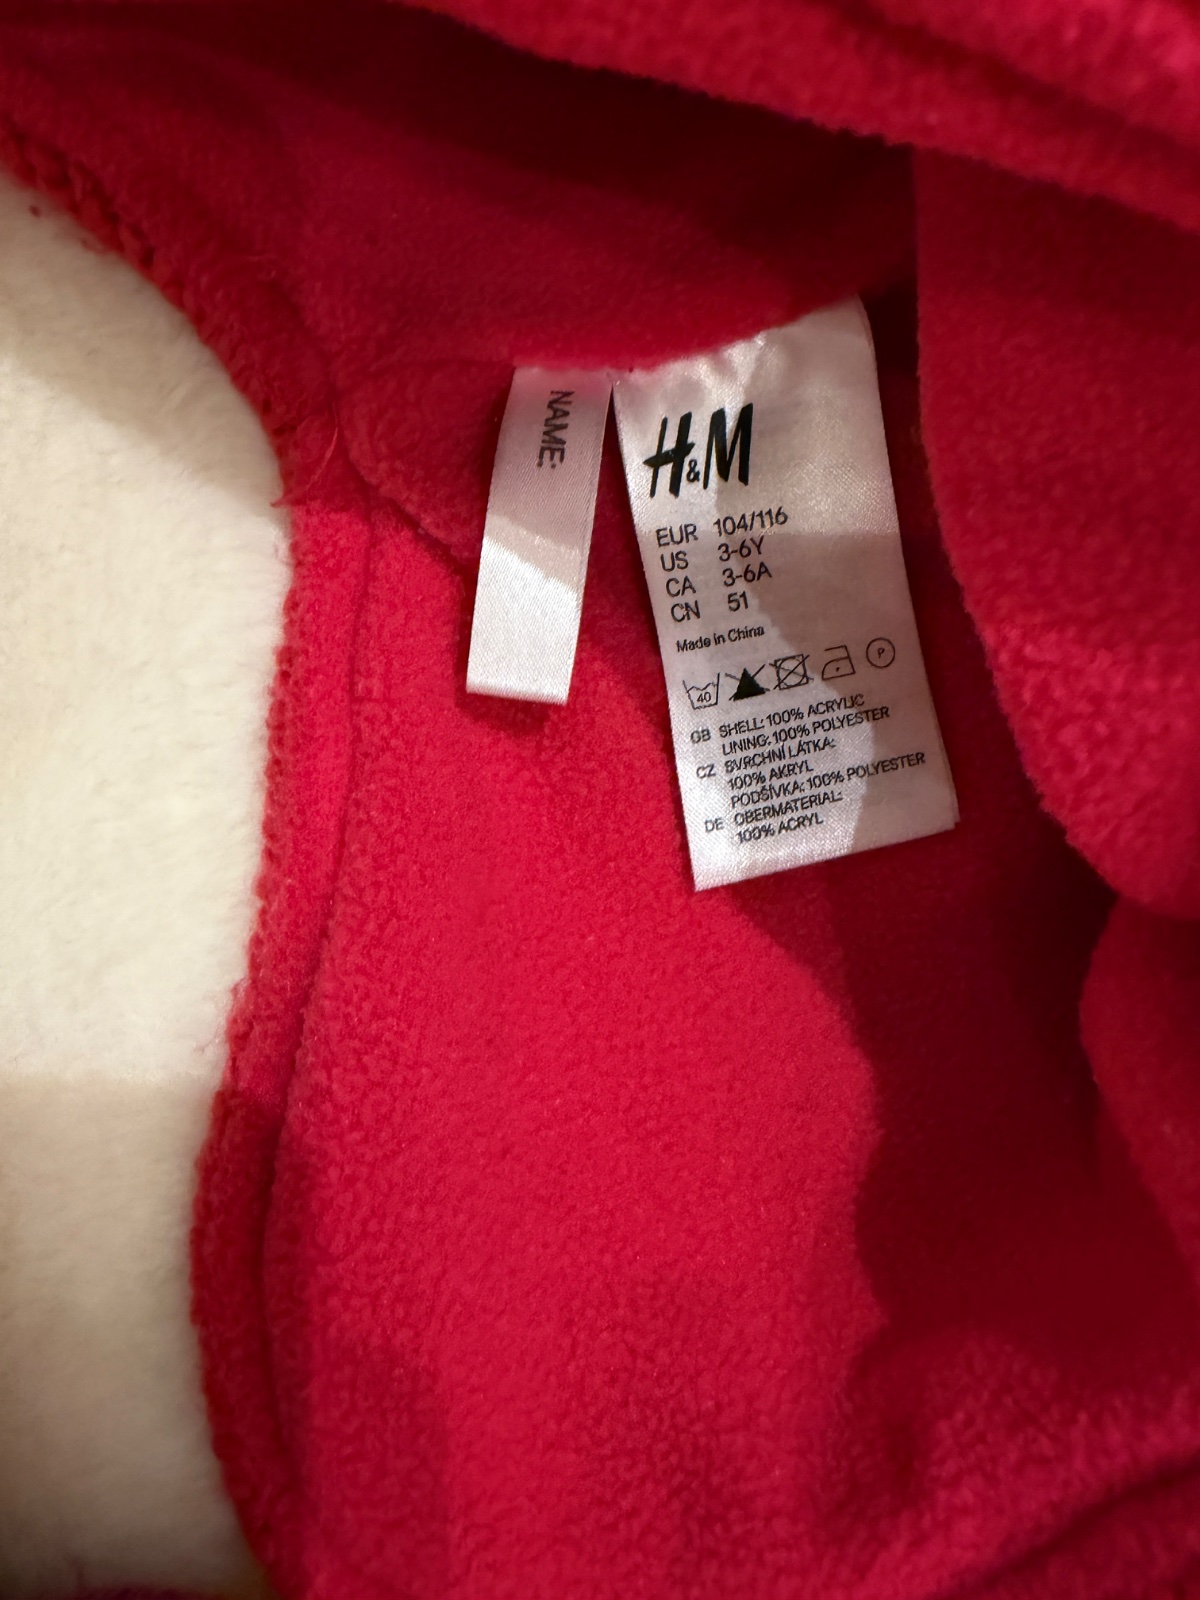 NAME:
H&M
EUR 104/116
US 3-6Y
CA 3-6A
CN 51
Made in China
40 P
GB SHELL: 100% ACRYLIC
LINING: 100% POLYESTER
CZ SVRCHNÍ LÁTKA:
100% AKRYL
PODŠÍVKA: 100% POLYESTER
DE OBERMATERIAL:
100% ACRYL